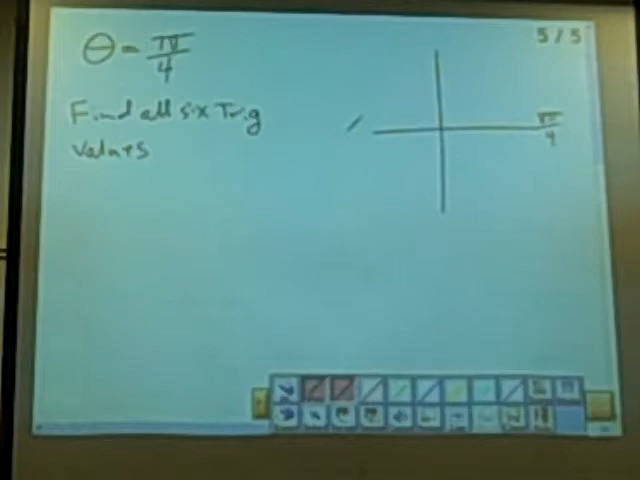 5/5
θ = π/4
Find all six Trig
values
π/4